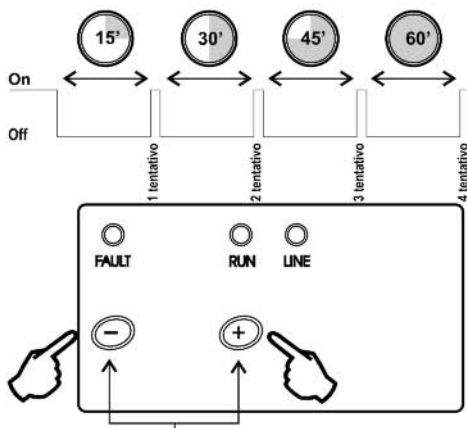 15' 30' 45' 60'
On
Off
1 tentativo
2 tentativo
3 tentativo
4 tentativo
FAULT RUN LINE
− +